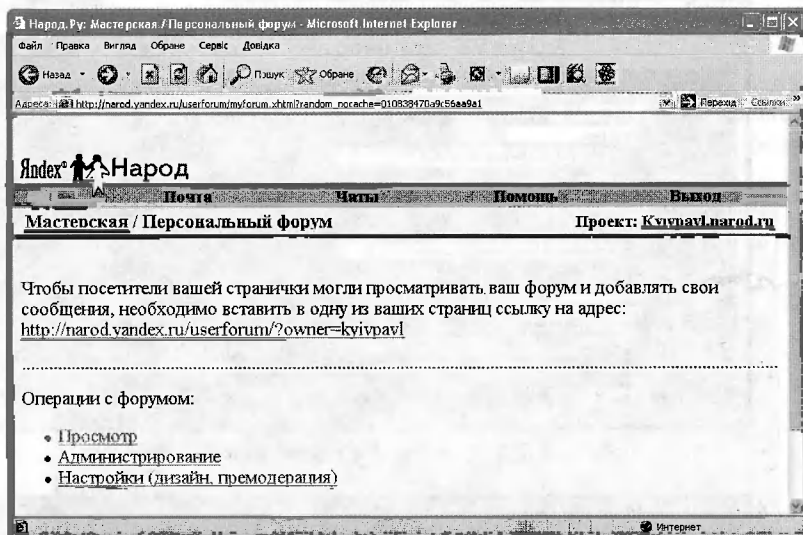 Народ.Ру: Мастерская / Персональный форум - Microsoft Internet Explorer
Файл Правка Вигляд Обране Сервіс Довідка
Назад Пошук Обране
Адреса: http://narod.yandex.ru/userforum/myforum.xhtml?random_nocache=010838470a9c56aa9a1 Перехід Ссылки »
Яndex® Народ
Почта Чаты Помощь Выход
Мастерская / Персональный форум Проект: Kyivpavl.narod.ru
Чтобы посетители вашей странички могли просматривать ваш форум и добавлять свои
сообщения, необходимо вставить в одну из ваших страниц ссылку на адрес:
http://narod.yandex.ru/userforum/?owner=kyivpavl
Операции с форумом:
• Просмотр
• Администрирование
• Настройки (дизайн, премодерация)
Интернет